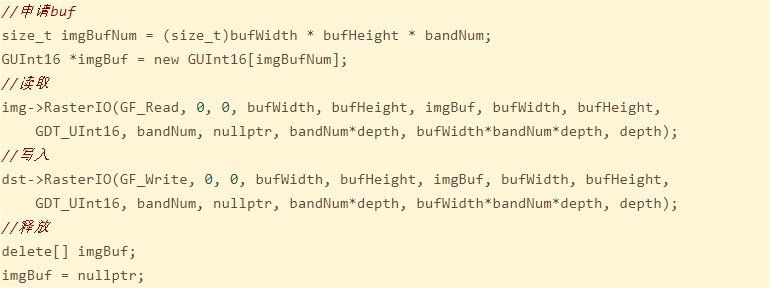 //申请buf
size_t imgBufNum = (size_t)bufWidth * bufHeight * bandNum;
GUInt16 *imgBuf = new GUInt16[imgBufNum];
//读取
img->RasterIO(GF_Read, 0, 0, bufWidth, bufHeight, imgBuf, bufWidth, bufHeight,
    GDT_UInt16, bandNum, nullptr, bandNum*depth, bufWidth*bandNum*depth, depth);
//写入
dst->RasterIO(GF_Write, 0, 0, bufWidth, bufHeight, imgBuf, bufWidth, bufHeight,
    GDT_UInt16, bandNum, nullptr, bandNum*depth, bufWidth*bandNum*depth, depth);
//释放
delete[] imgBuf;
imgBuf = nullptr;